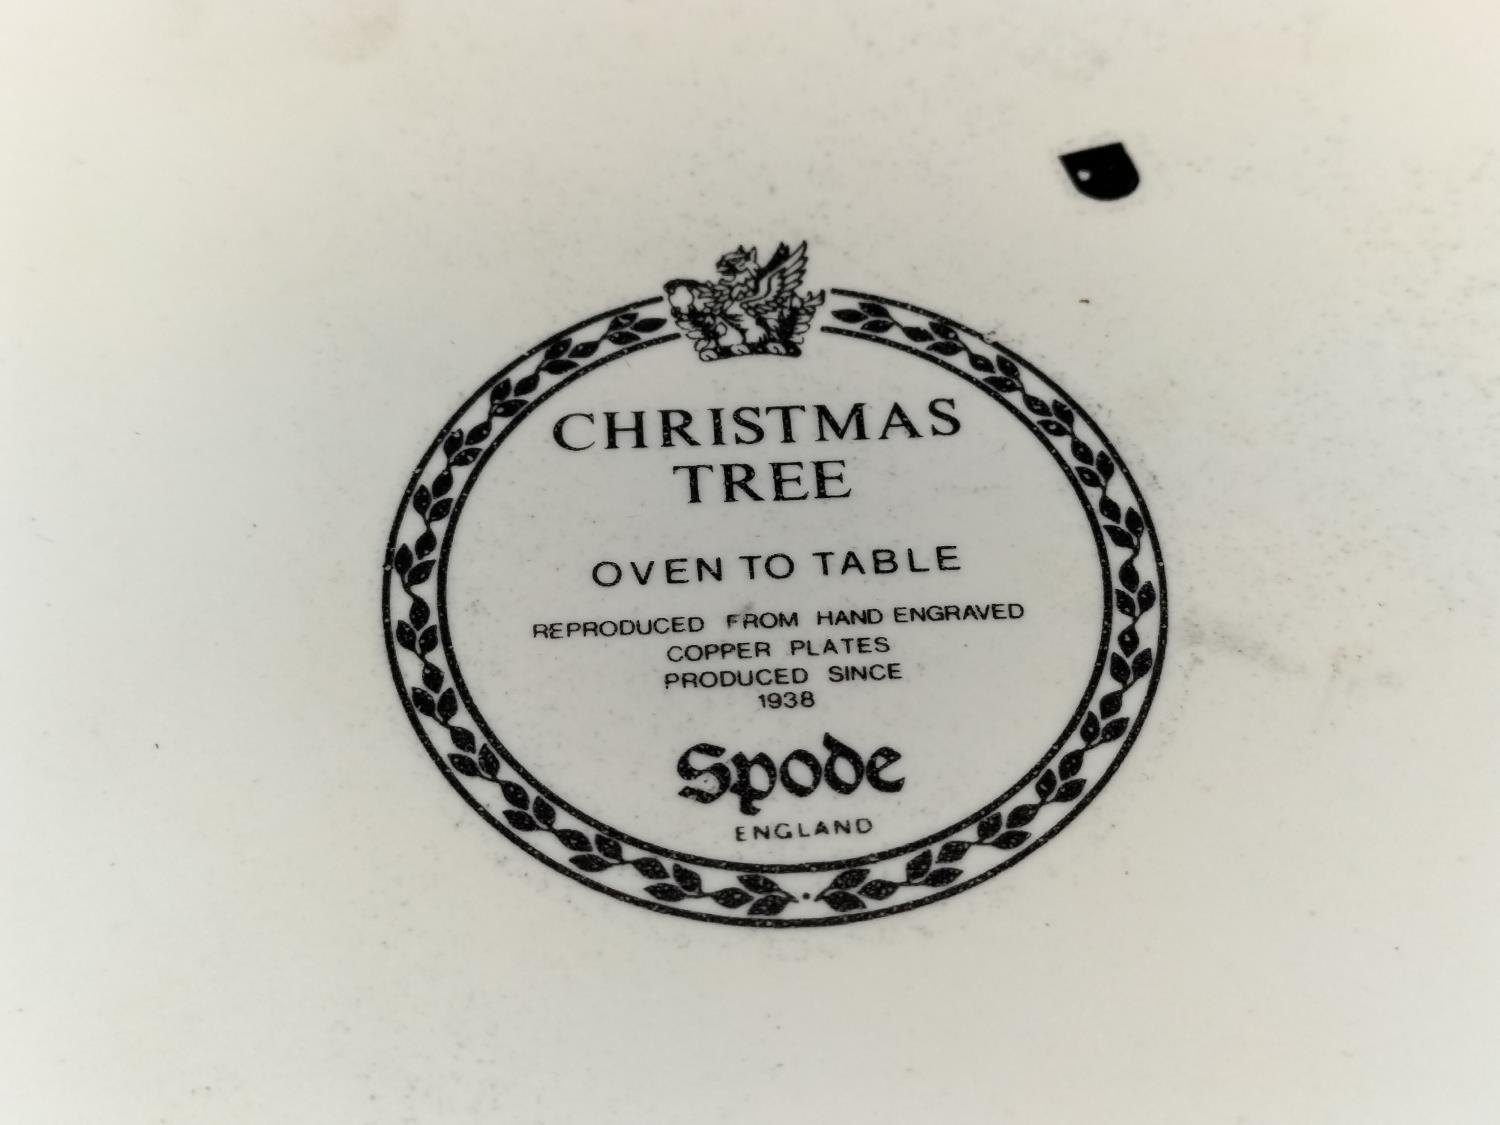 CHRISTMAS
TREE
OVEN TO TABLE
REPRODUCED FROM HAND ENGRAVED
COPPER PLATES
PRODUCED SINCE
1938
Spode
ENGLAND